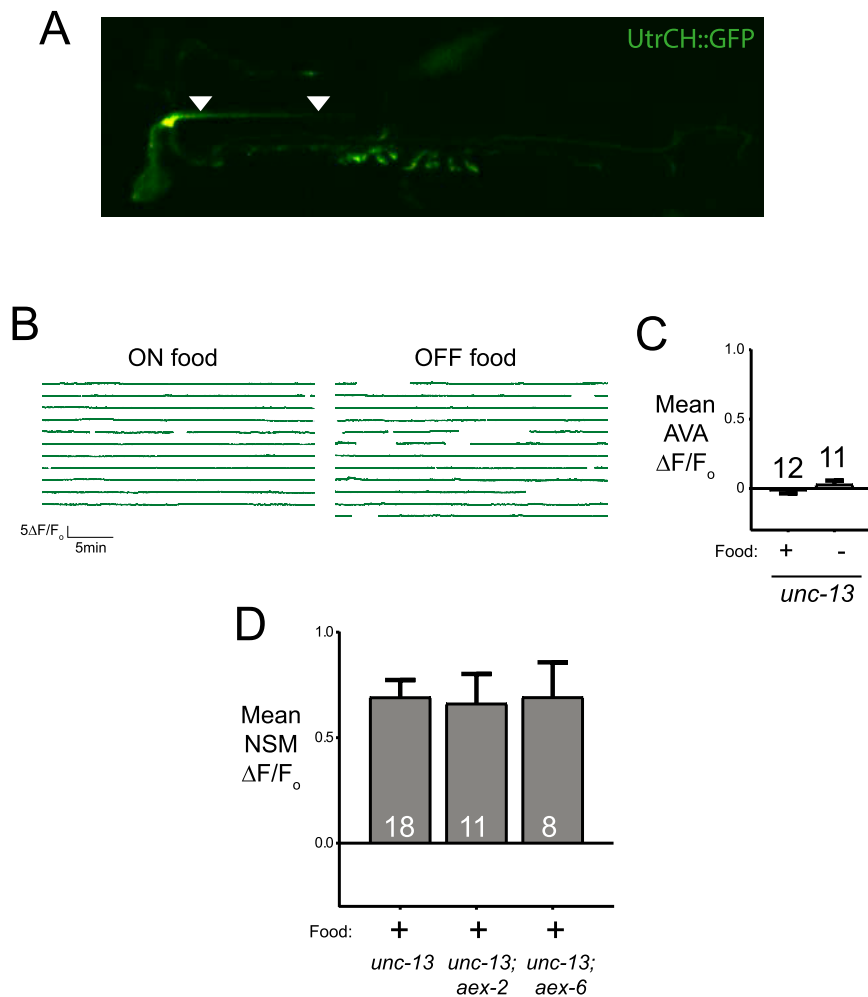 A
UtrCH::GFP
B
ON food
OFF food
5ΔF/Fo
5min
C
1.0
Mean
AVA
ΔF/Fo
0.5
0
12
11
Food:
+
-
unc-13
D
1.0
Mean
NSM
ΔF/Fo
0.5
0.0
18
11
8
Food:
+
+
+
unc-13
unc-13;
aex-2
unc-13;
aex-6